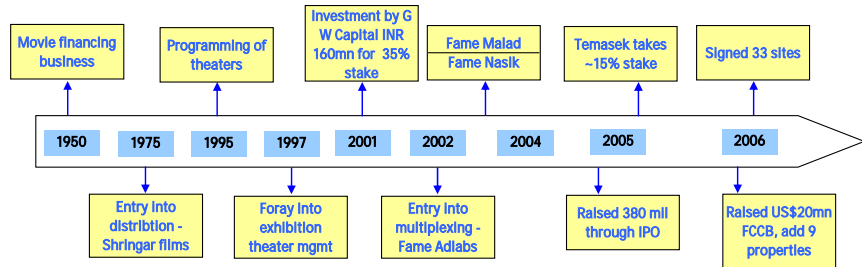 Movie financing
business
Programming of
theaters
Investment by G
W Capital INR
160mn for 35%
stake
Fame Malad
Fame Nasik
Temasek takes
~15% stake
Signed 33 sites
1950
1975
1995
1997
2001
2002
2004
2005
2006
Entry into
distribtion -
Shringar films
Foray into
exhibition
theater mgmt
Entry into
multiplexing -
Fame Adlabs
Raised 380 mil
through IPO
Raised US$20mn
FCCB, add 9
properties